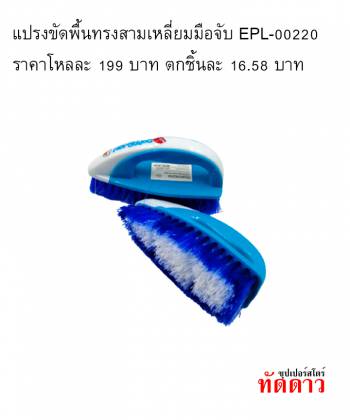 แปรงขัดพื้นทรงสามเหลี่ยมมือจับ EPL-00220
ราคาโหลละ 199 บาท ตกชิ้นละ 16.58 บาท
ซุปเปอร์สโตร์
ทัดดาว